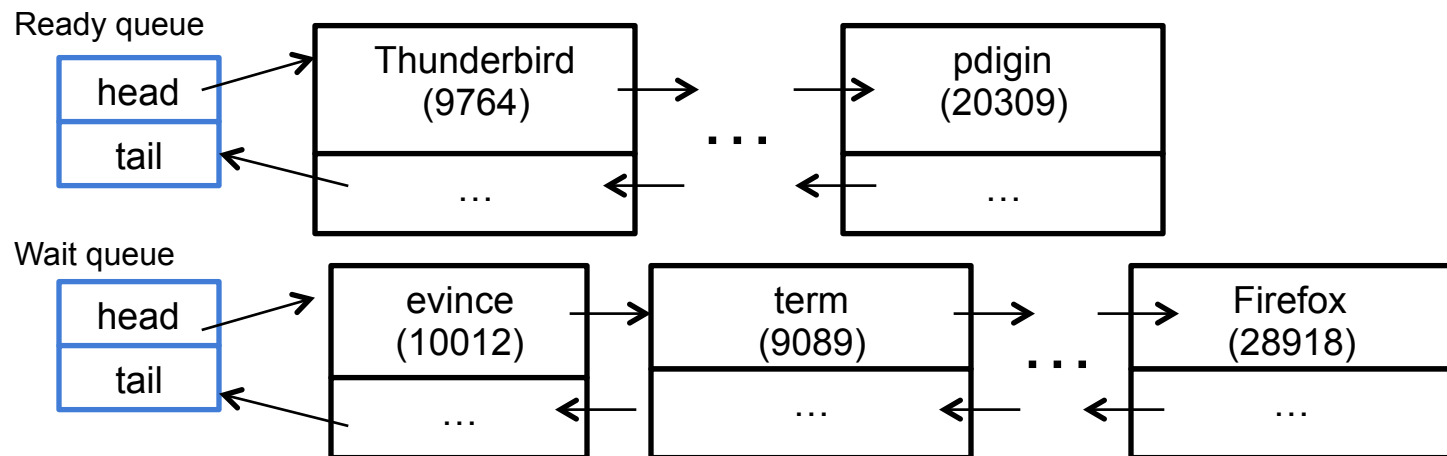 Ready queue
head
tail
Thunderbird
(9764)
...
...
pdigin
(20309)
...
Wait queue
head
tail
evince
(10012)
...
term
(9089)
...
...
Firefox
(28918)
...